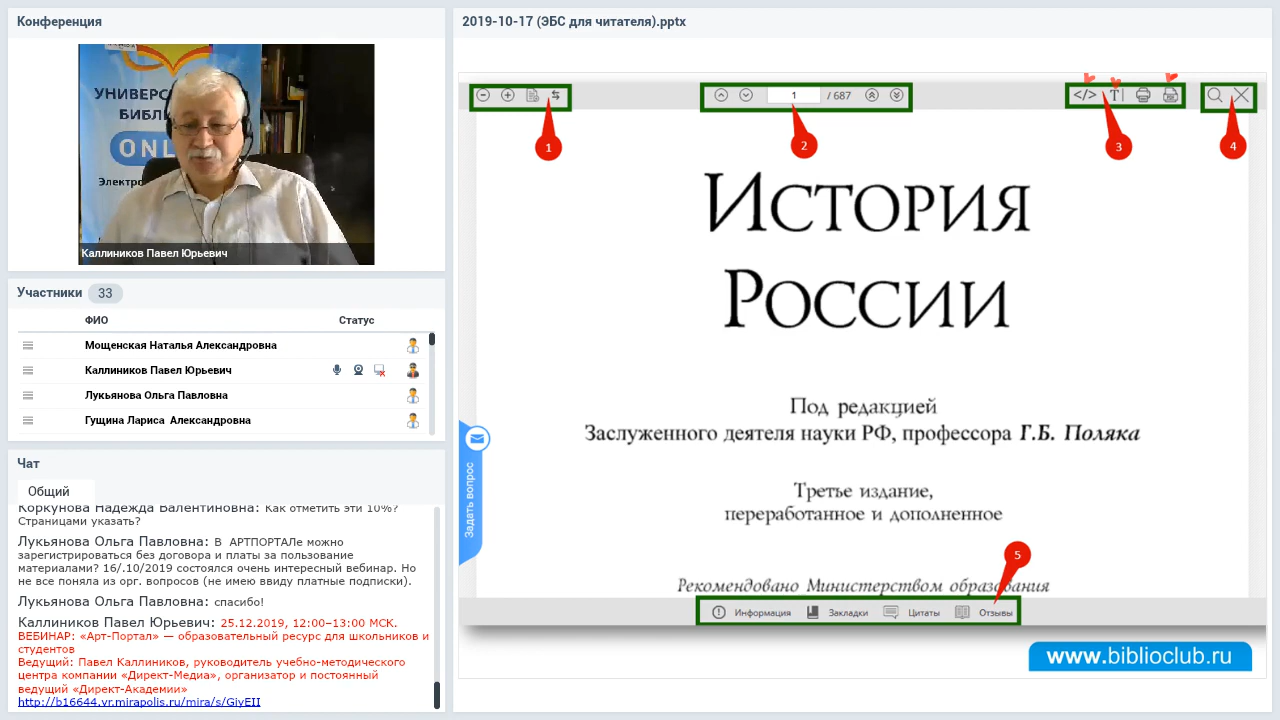 Конференция
УНИВЕРС
БИБЛИ
ONL
Электро
Каллиников Павел Юрьевич
Участники 33
ФИО Статус
Мощенская Наталья Александровна
Каллиников Павел Юрьевич
Лукьянова Ольга Павловна
Гущина Лариса Александровна
Чат
Общий
Коркунова Надежда Валентиновна: Как отметить эти 10%?
Страницами указать?
Лукьянова Ольга Павловна: В АРТПОРТАЛе можно
зарегистрироваться без договора и платы за пользование
материалами? 16/.10/2019 состоялся очень интересный вебинар. Но
не все поняла из орг. вопросов (не имею ввиду платные подписки).
Лукьянова Ольга Павловна: спасибо!
Каллиников Павел Юрьевич: 25.12.2019, 12:00–13:00 МСК.
ВЕБИНАР: «Арт-Портал» — образовательный ресурс для школьников и
студентов
Ведущий: Павел Каллиников, руководитель учебно-методического
центра компании «Директ-Медиа», организатор и постоянный
ведущий «Директ-Академии»
http://b16644.vr.mirapolis.ru/mira/s/GiyEII
2019-10-17 (ЭБС для читателя).pptx
1 / 687
</> T
1 2 3 4
История
России
Под редакцией
Заслуженного деятеля науки РФ, профессора Г.Б. Поляка
Задать вопрос
Третье издание,
переработанное и дополненное
5
Рекомендовано Министерством образования
Информация Закладки Цитаты Отзывы
www.biblioclub.ru